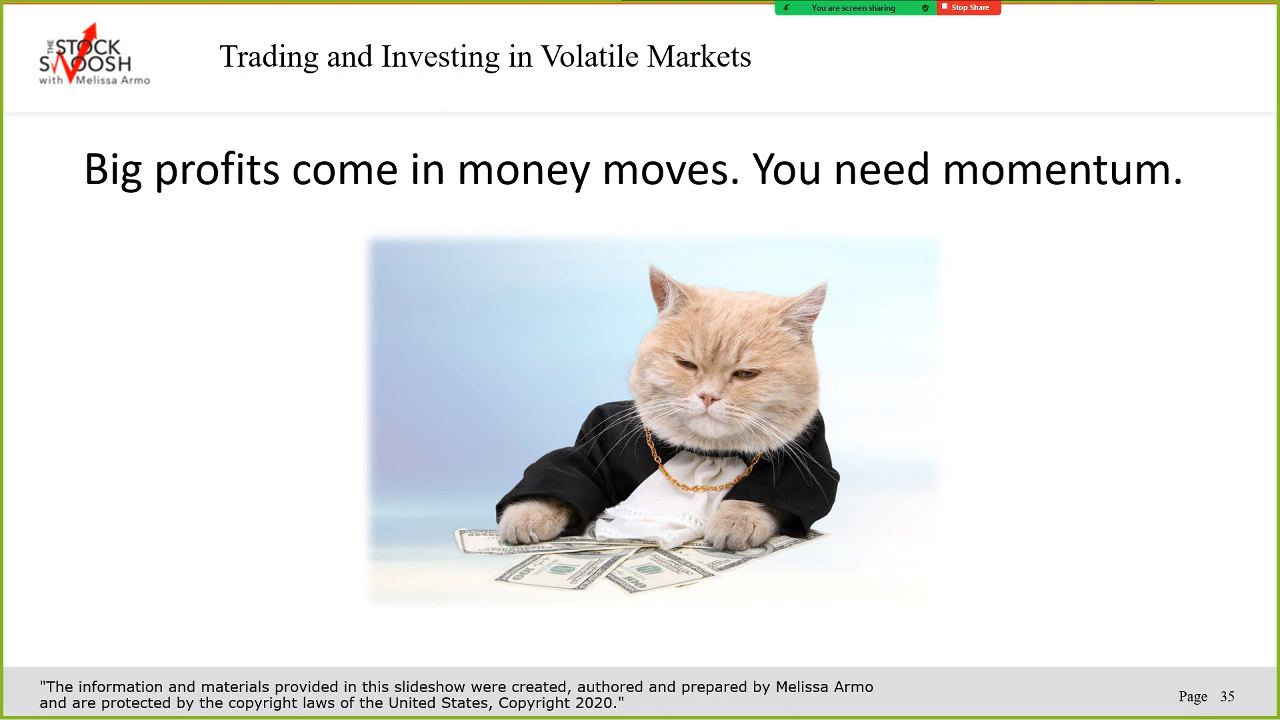 You are screen sharing
Stop Share
THE STOCK
SWOOSH
with Melissa Armo
Trading and Investing in Volatile Markets
Big profits come in money moves. You need momentum.
100
100
"The information and materials provided in this slideshow were created, authored and prepared by Melissa Armo
and are protected by the copyright laws of the United States, Copyright 2020."
Page 35